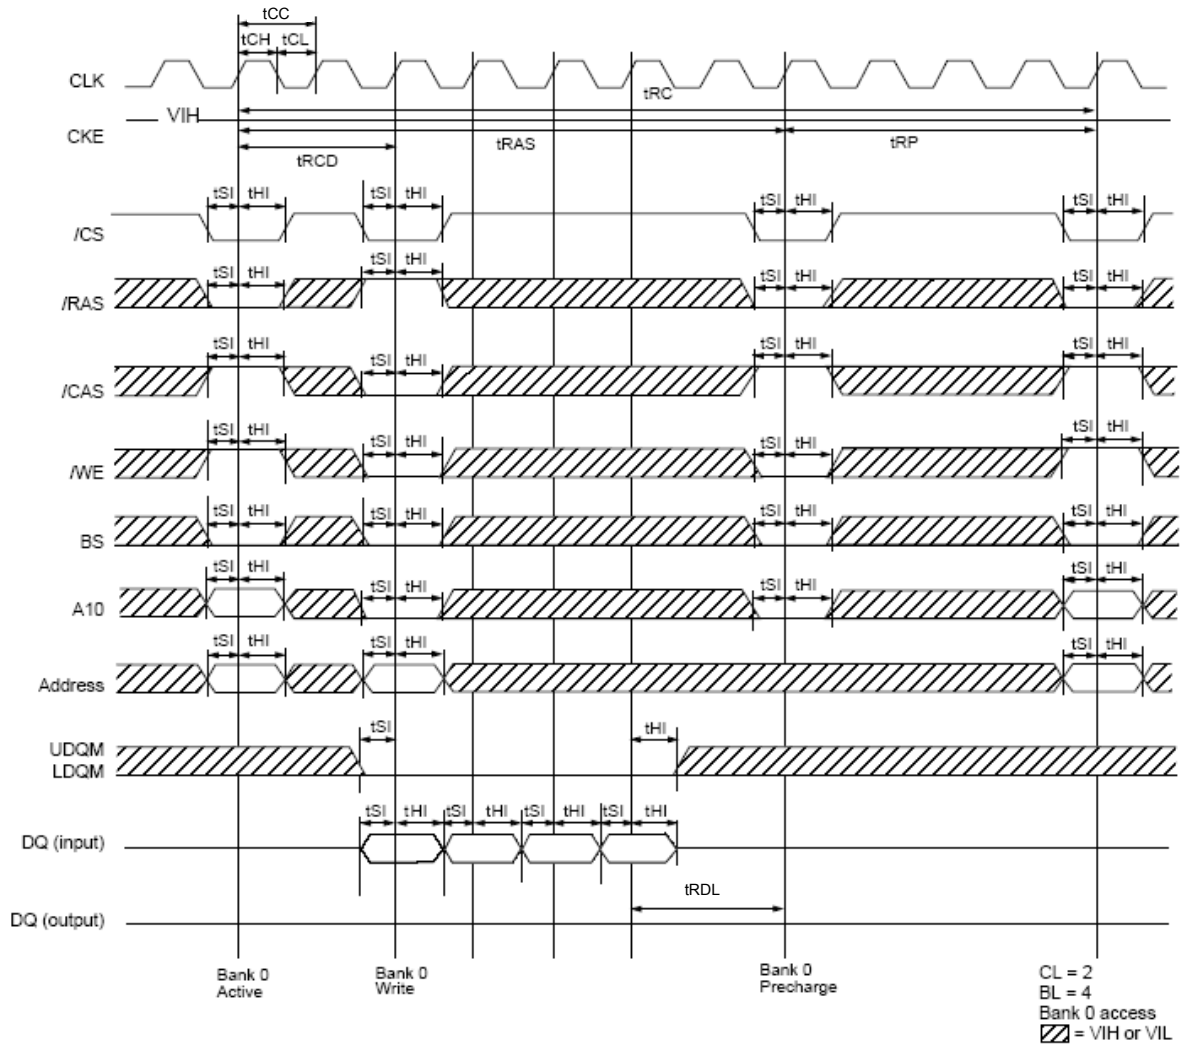 tCC
tCH tCL
CLK
tRC
VIH
CKE
tRAS
tRP
tRCD
tSI tHI tSI tHI tSI tHI tSI tHI
/CS
tSI tHI tSI tHI tSI tHI tSI tHI
/RAS
tSI tHI tSI tHI tSI tHI tSI tHI
/CAS
tSI tHI tSI tHI tSI tHI tSI tHI
/WE
tSI tHI tSI tHI tSI tHI tSI tHI
BS
tSI tHI tSI tHI tSI tHI tSI tHI
A10
tSI tHI tSI tHI tSI tHI
Address
tSI tHI
UDQM
LDQM
tSI tHI tSI tHI tSI tHI tSI tHI
DQ (input)
tRDL
DQ (output)
Bank 0
Active
Bank 0
Write
Bank 0
Precharge
CL = 2
BL = 4
Bank 0 access
= VIH or VIL